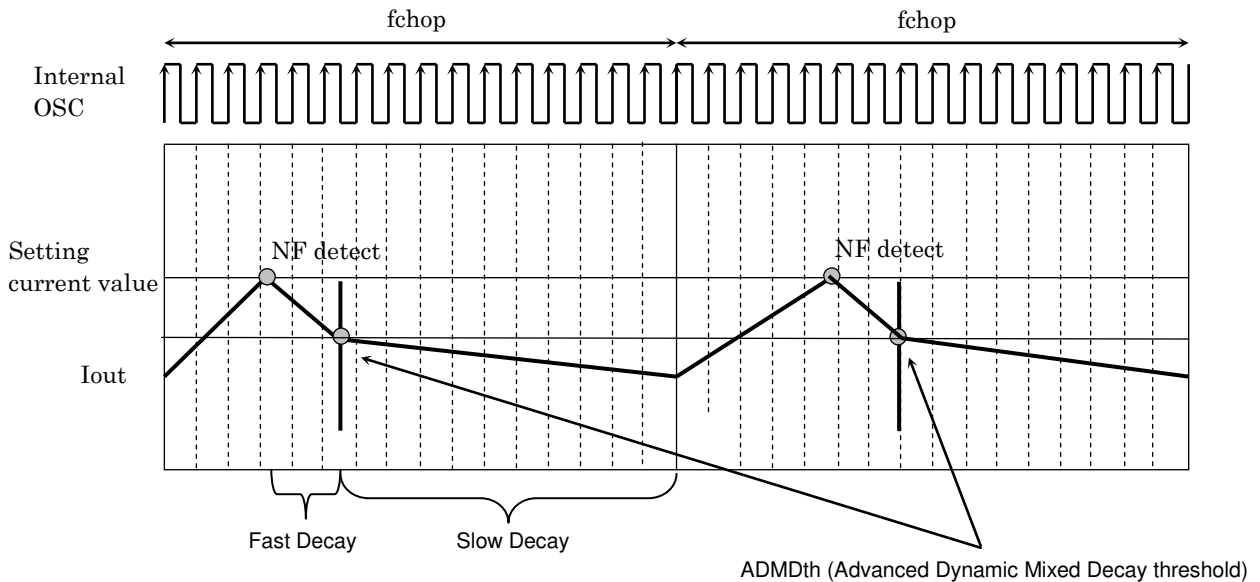 fchop
fchop
Internal
OSC
Setting
current value
NF detect
NF detect
Iout
Fast Decay
Slow Decay
ADMDth (Advanced Dynamic Mixed Decay threshold)